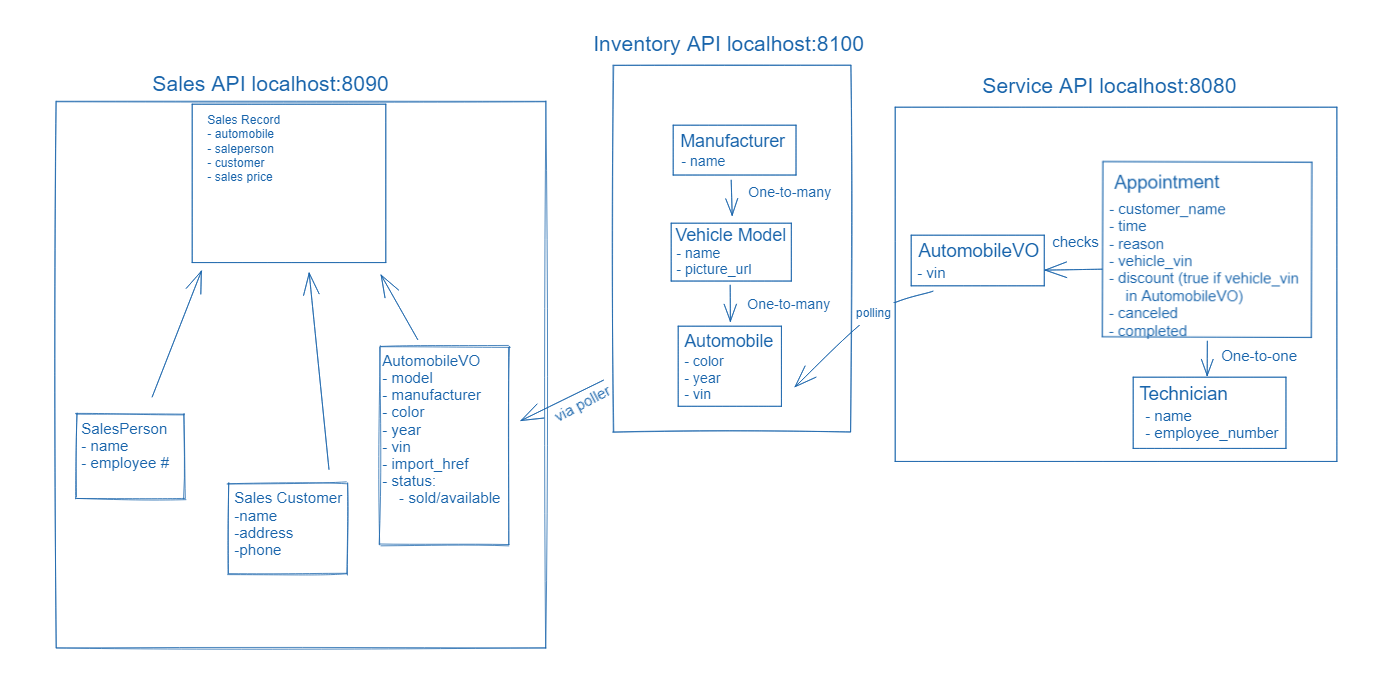 Sales API localhost:8090
Sales Record
- automobile
- saleperson
- customer
- sales price
SalesPerson
- name
- employee #
Sales Customer
-name
-address
-phone
AutomobileVO
- model
- manufacturer
- color
- year
- vin
- import_href
- status:
- sold/available
via poller
Inventory API localhost:8100
Manufacturer
- name
One-to-many
Vehicle Model
- name
- picture_url
One-to-many
Automobile
- color
- year
- vin
polling
Service API localhost:8080
AutomobileVO
- vin
checks
Appointment
- customer_name
- time
- reason
- vehicle_vin
- discount (true if vehicle_vin
in AutomobileVO)
- canceled
- completed
One-to-one
Technician
- name
- employee_number